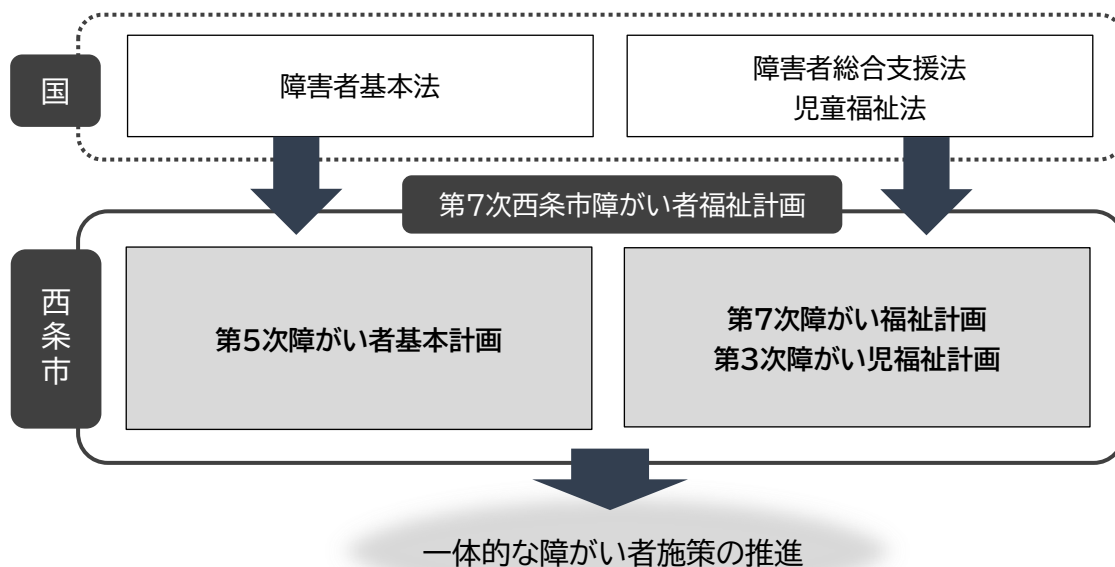 国
障害者基本法
障害者総合支援法
児童福祉法
第7次西条市障がい者福祉計画
西条市
第5次障がい者基本計画
第7次障がい福祉計画
第3次障がい児福祉計画
一体的な障がい者施策の推進